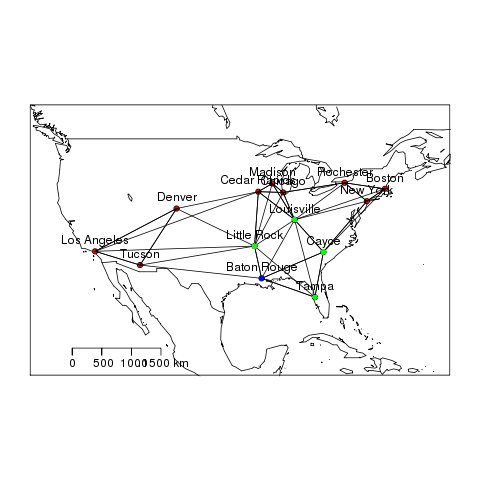 Madison
Rochester
Cedar Rapids
Chicago
Boston
New York
Denver
Louisville
Los Angeles
Little Rock
Cayce
Tucson
Baton Rouge
Tampa
0 500 1000 1500 km